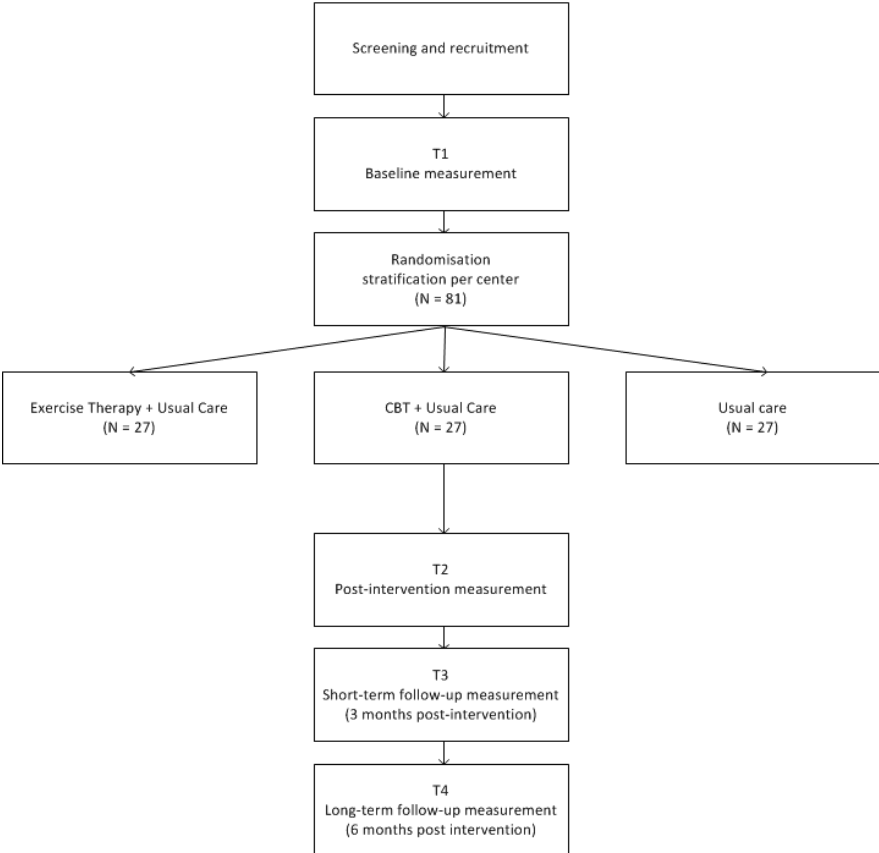 Screening and recruitment
T1
Baseline measurement
Randomisation
stratification per center
(N = 81)
Exercise Therapy + Usual Care
(N = 27)
CBT + Usual Care
(N = 27)
Usual care
(N = 27)
T2
Post-intervention measurement
T3
Short-term follow-up measurement
(3 months post-intervention)
T4
Long-term follow-up measurement
(6 months post intervention)